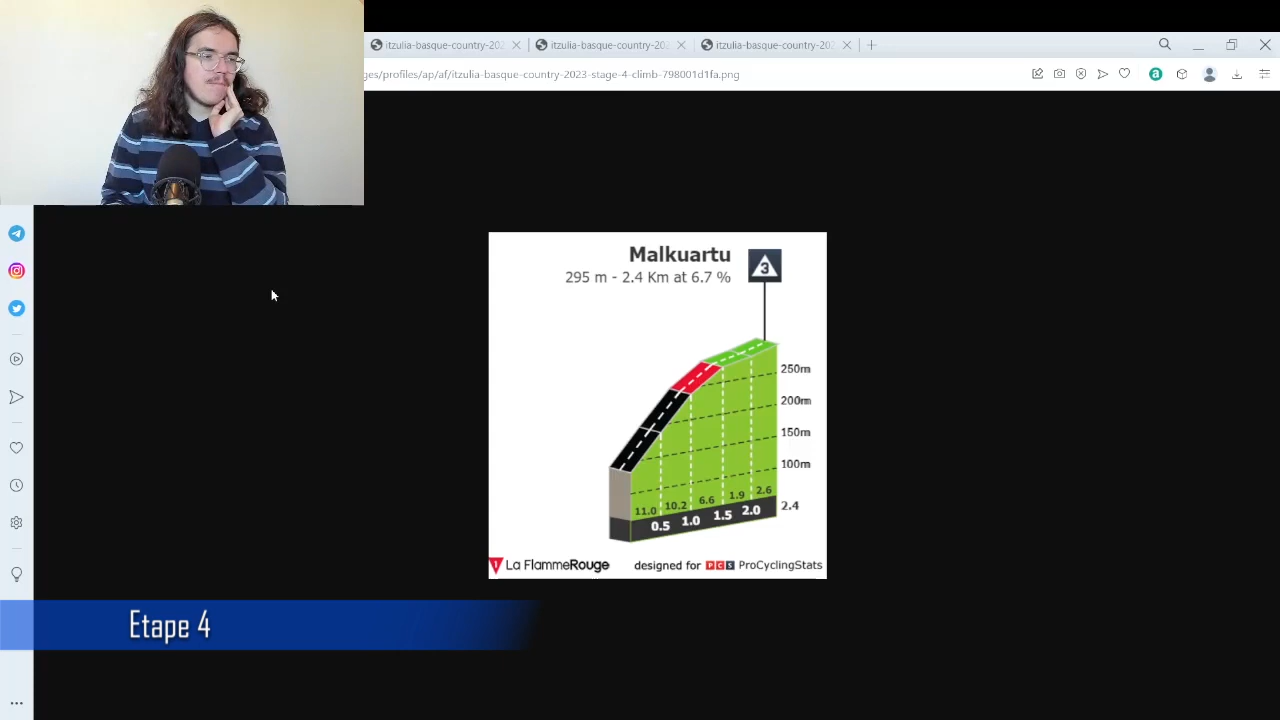 itzulia-basque-country-202
itzulia-basque-country-202
itzulia-basque-country-202
ges/profiles/ap/af/itzulia-basque-country-2023-stage-4-climb-798001d1fa.png
a
Malkuartu
3
295 m - 2.4 Km at 6.7 %
250m
200m
150m
100m
11.0 10.2 6.6 1.9 2.6
0.5 1.0 1.5 2.0 2.4
La FlammeRouge designed for PCS ProCyclingStats
Etape 4